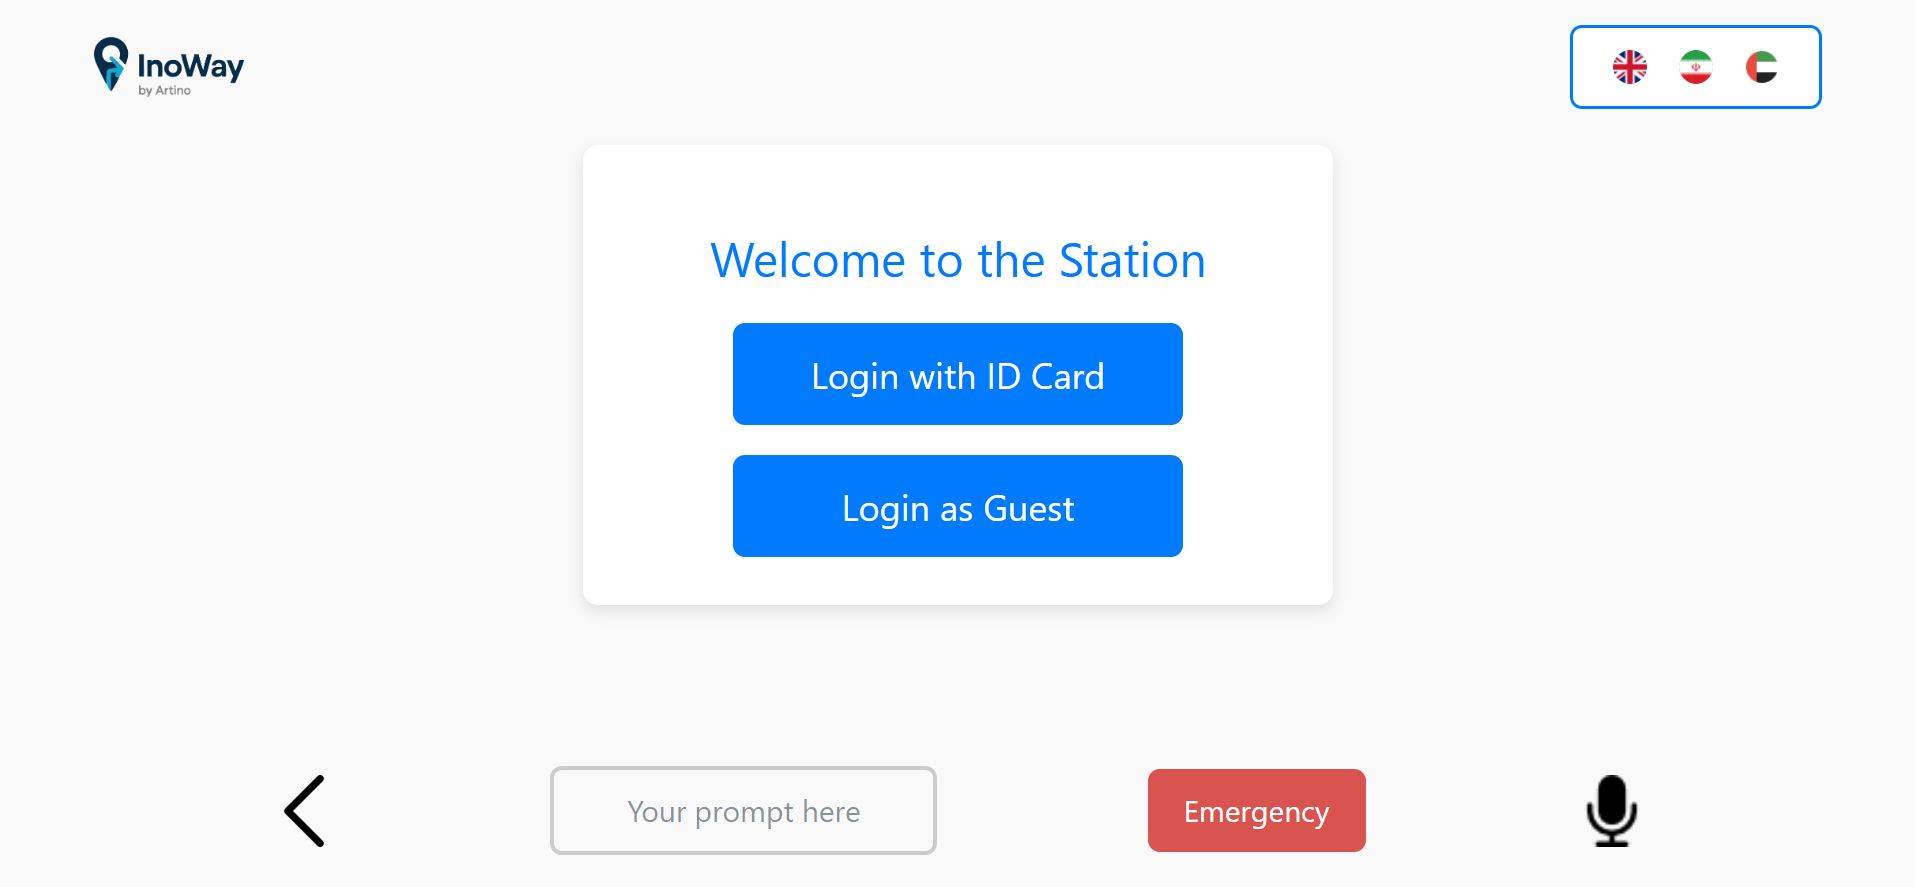 InoWay
by Artino
Welcome to the Station
Login with ID Card
Login as Guest
Your prompt here
Emergency